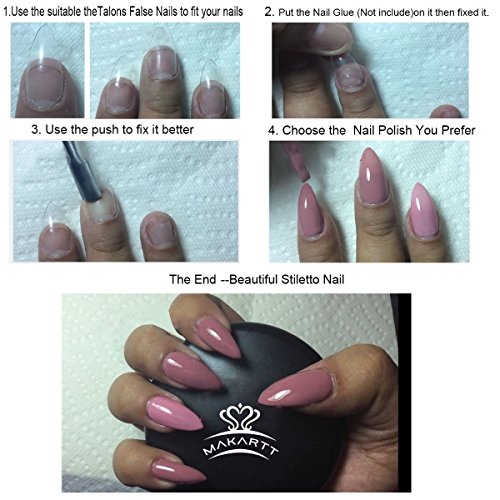 1.Use the suitable theTalons False Nails to fit your nails
2. Put the Nail Glue (Not include)on it then fixed it.
3. Use the push to fix it better
4. Choose the Nail Polish You Prefer
The End --Beautiful Stiletto Nail
MAKARTT